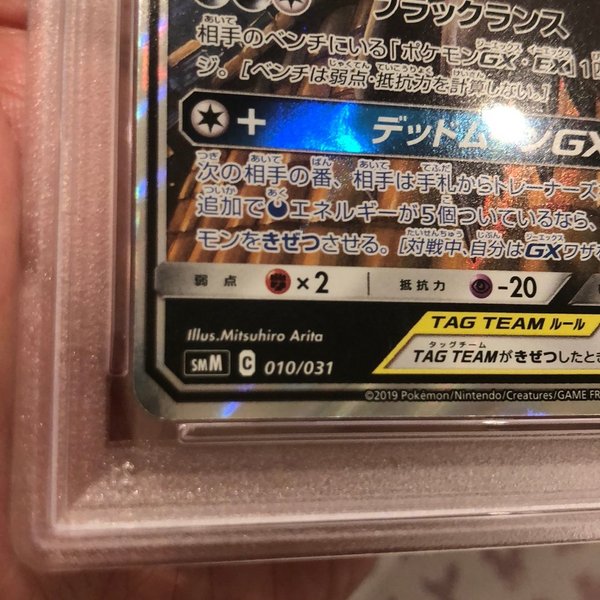 ブラックランス
相手のベンチにいる「ポケモンGX・EX」1
ジ。[ベンチは弱点・抵抗力を計算しない。]
+ デッドムーンGX
次の相手の番、相手は手札からトレーナーズ
追加で エネルギーが5個ついているなら、
モンをきぜつさせる。[対戦中、自分はGXワザ
弱点 ×2 抵抗力 -20
TAG TEAM ルール
TAG TEAMがきぜつしたとき
Illus.Mitsuhiro Arita
SMM C 010/031
©2019 Pokémon/Nintendo/Creatures/GAME FR